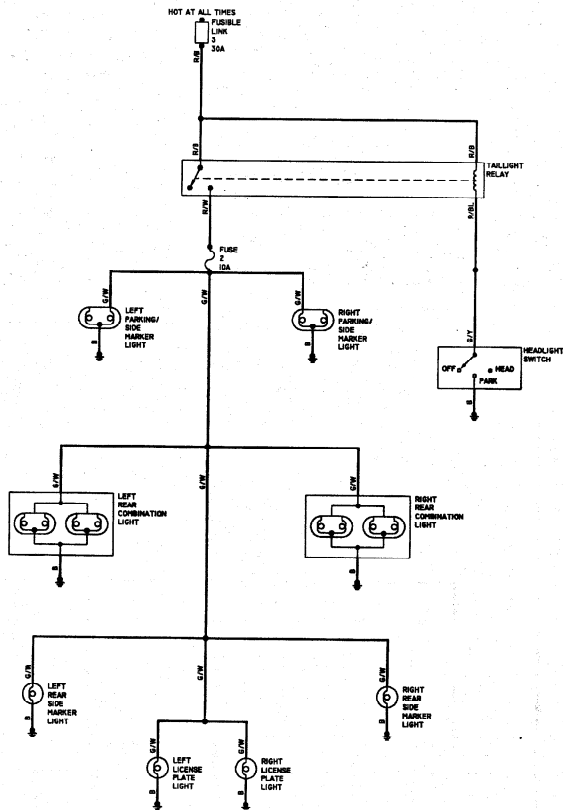 HOT AT ALL TIMES
FUSIBLE
LINK
3
30A
R/B
R/B
R/B
TAILLIGHT
RELAY
R/W
R/BL
FUSE
2
10A
G/W
G/W
G/W
LEFT
PARKING/
SIDE
MARKER
LIGHT
B
RIGHT
PARKING/
SIDE
MARKER
LIGHT
B
HEADLIGHT
SWITCH
OFF
HEAD
PARK
B
G/W
G/W
G/W
LEFT
REAR
COMBINATION
LIGHT
B
RIGHT
REAR
COMBINATION
LIGHT
B
G/W
G/W
LEFT
REAR
SIDE
MARKER
LIGHT
B
RIGHT
REAR
SIDE
MARKER
LIGHT
B
G/W
G/W
LEFT
LICENSE
PLATE
LIGHT
B
RIGHT
LICENSE
PLATE
LIGHT
B